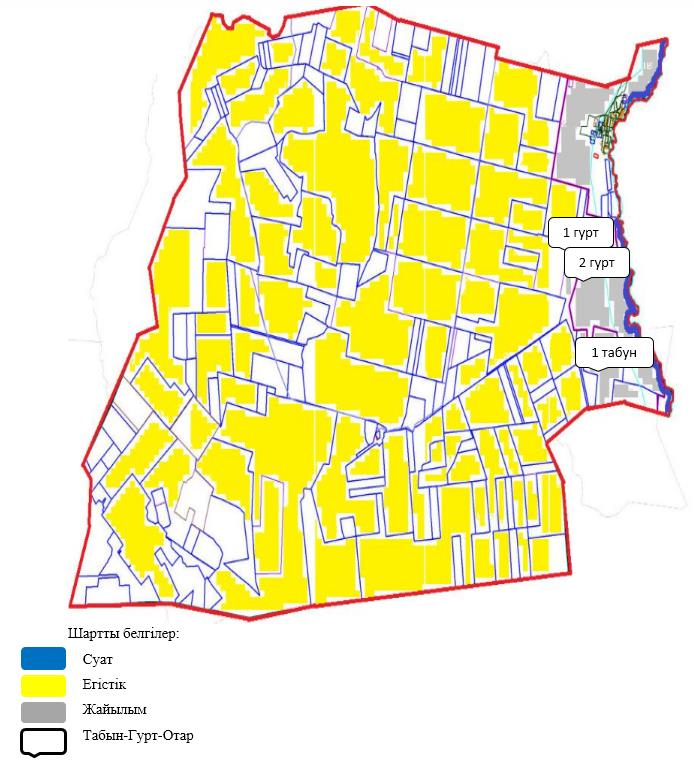 1 гурт
2 гурт
1 табун
Шартты белгілер:
Суат
Егістік
Жайылым
Табын-Гурт-Отар